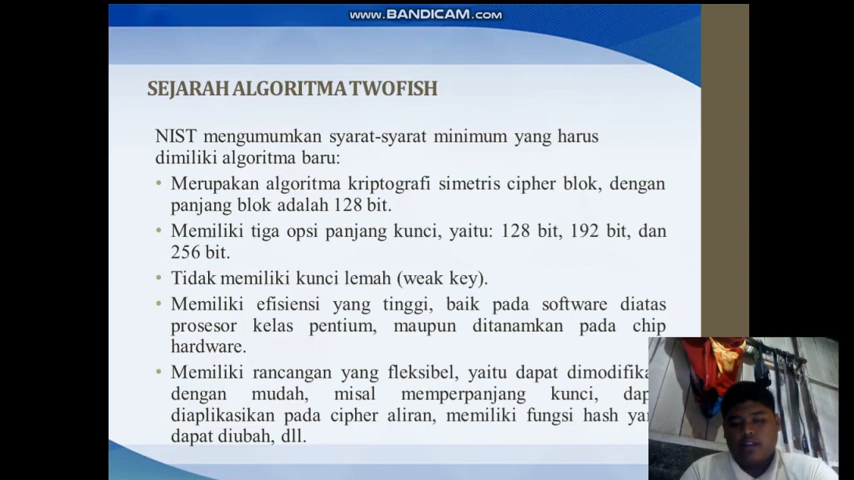 www.BANDICAM.com
SEJARAH ALGORITMA TWOFISH
NIST mengumumkan syarat-syarat minimum yang harus
dimiliki algoritma baru:
• Merupakan algoritma kriptografi simetris cipher blok, dengan
panjang blok adalah 128 bit.
• Memiliki tiga opsi panjang kunci, yaitu: 128 bit, 192 bit, dan
256 bit.
• Tidak memiliki kunci lemah (weak key).
• Memiliki efisiensi yang tinggi, baik pada software diatas
prosesor kelas pentium, maupun ditanamkan pada chip
hardware.
• Memiliki rancangan yang fleksibel, yaitu dapat
dengan mudah, misal memperpanjang kunci,
diaplikasikan pada cipher aliran, memiliki fungsi hash
dapat diubah, dll.